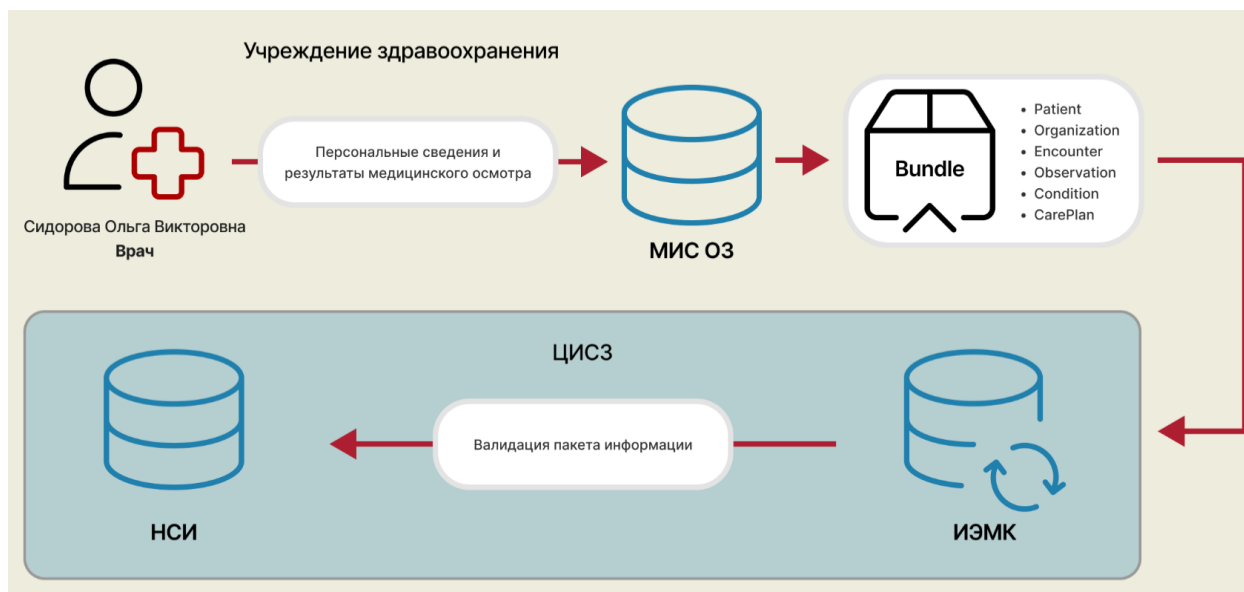 Учреждение здравоохранения
Персональные сведения и
результаты медицинского осмотра
Сидорова Ольга Викторовна
Врач
МИС ОЗ
Bundle
• Patient
• Organization
• Encounter
• Observation
• Condition
• CarePlan
ЦИСЗ
Валидация пакета информации
НСИ
ИЭМК